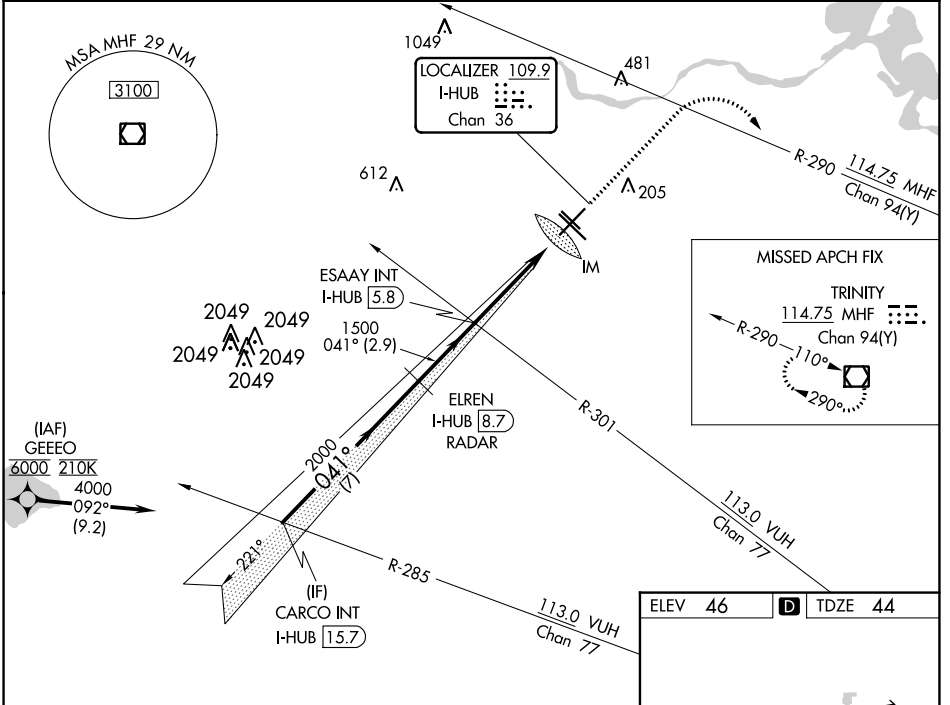 MSA MHF 29 NM
3100
1049
LOCALIZER 109.9
I-HUB
Chan 36
481
R-290
114.75 MHF
Chan 94(Y)
612
205
IM
MISSED APCH FIX
TRINITY
114.75 MHF
Chan 94(Y)
R-290
110°
290°
ESAAY INT
I-HUB 5.8
1500
041° (2.9)
2049
2049
2049
2049
2049
ELREN
I-HUB 8.7
RADAR
R-301
113.0 VUH
Chan 77
(IAF)
GEEEO
6000 210K
4000
092°
(9.2)
2000
041°
(7)
221°
(IF)
CARCO INT
I-HUB 15.7
R-285
113.0 VUH
Chan 77
ELEV 46
D
TDZE 44